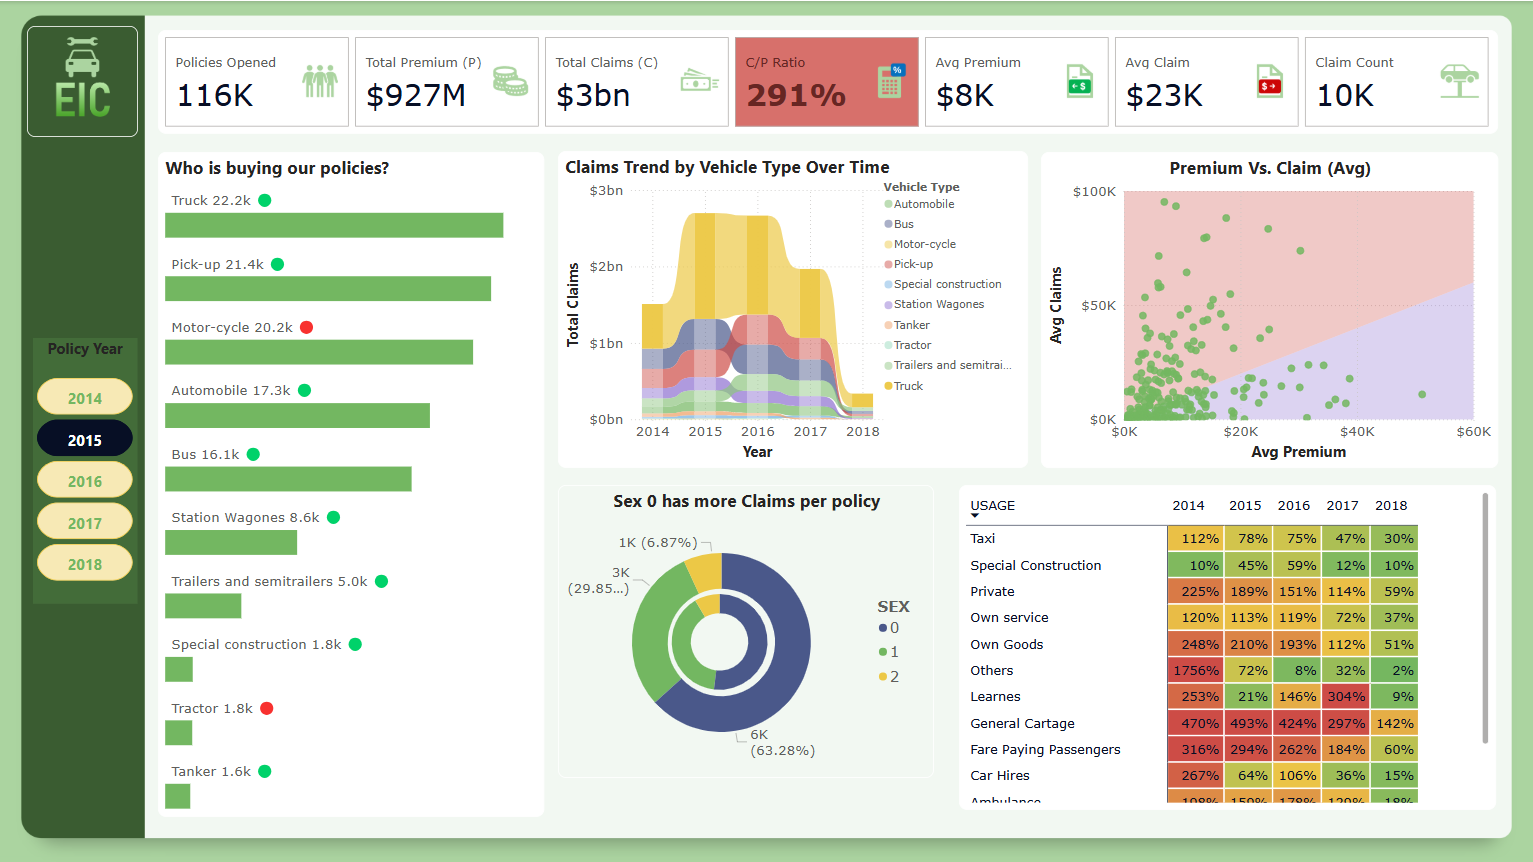 EIC
Policies Opened
116K
Total Premium (P)
$927M
Total Claims (C)
$3bn
C/P Ratio
291%
%
Avg Premium
$8K
$
Avg Claim
$23K
$
Claim Count
10K
Policy Year
2014
2015
2016
2017
2018
Who is buying our policies?
Truck 22.2k
Pick-up 21.4k
Motor-cycle 20.2k
Automobile 17.3k
Bus 16.1k
Station Wagones 8.6k
Trailers and semitrailers 5.0k
Special construction 1.8k
Tractor 1.8k
Tanker 1.6k
Claims Trend by Vehicle Type Over Time
Total Claims
$3bn
$2bn
$1bn
$0bn
2014 2015 2016 2017 2018
Year
Vehicle Type
Automobile
Bus
Motor-cycle
Pick-up
Special construction
Station Wagones
Tanker
Tractor
Trailers and semitrai...
Truck
Premium Vs. Claim (Avg)
Avg Claims
$100K
$50K
$0K
$0K $20K $40K $60K
Avg Premium
Sex 0 has more Claims per policy
1K (6.87%)
3K
(29.85...)
6K
(63.28%)
SEX
0
1
2
USAGE 2014 2015 2016 2017 2018
Taxi 112% 78% 75% 47% 30%
Special Construction 10% 45% 59% 12% 10%
Private 225% 189% 151% 114% 59%
Own service 120% 113% 119% 72% 37%
Own Goods 248% 210% 193% 112% 51%
Others 1756% 72% 8% 32% 2%
Learnes 253% 21% 146% 304% 9%
General Cartage 470% 493% 424% 297% 142%
Fare Paying Passengers 316% 294% 262% 184% 60%
Car Hires 267% 64% 106% 36% 15%
Ambulance 198% 159% 178% 129% 18%